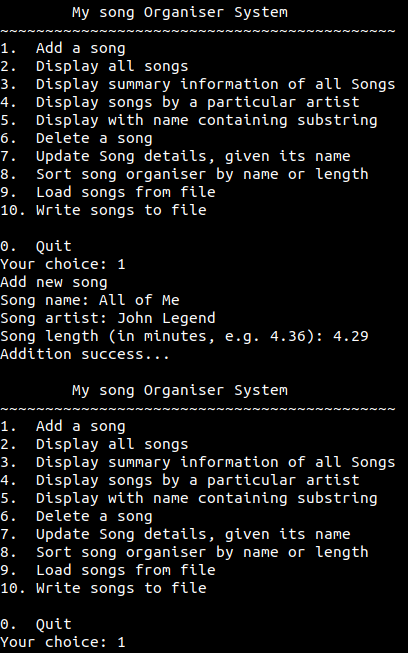 My song Organiser System
~~~~~~~~~~~~~~~~~~~~~~~~~~~~~~~~~~~~~~~~~~~~
1.  Add a song
2.  Display all songs
3.  Display summary information of all Songs
4.  Display songs by a particular artist
5.  Display with name containing substring
6.  Delete a song
7.  Update Song details, given its name
8.  Sort song organiser by name or length
9.  Load songs from file
10. Write songs to file
0.  Quit
Your choice: 1
Add new song
Song name: All of Me
Song artist: John Legend
Song length (in minutes, e.g. 4.36): 4.29
Addition success...
My song Organiser System
~~~~~~~~~~~~~~~~~~~~~~~~~~~~~~~~~~~~~~~~~~~~
1.  Add a song
2.  Display all songs
3.  Display summary information of all Songs
4.  Display songs by a particular artist
5.  Display with name containing substring
6.  Delete a song
7.  Update Song details, given its name
8.  Sort song organiser by name or length
9.  Load songs from file
10. Write songs to file
0.  Quit
Your choice: 1